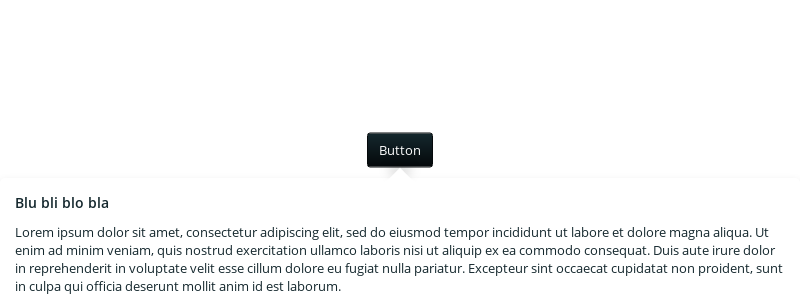 Button
Blu bli blo bla
Lorem ipsum dolor sit amet, consectetur adipiscing elit, sed do eiusmod tempor incididunt ut labore et dolore magna aliqua. Ut
enim ad minim veniam, quis nostrud exercitation ullamco laboris nisi ut aliquip ex ea commodo consequat. Duis aute irure dolor
in reprehenderit in voluptate velit esse cillum dolore eu fugiat nulla pariatur. Excepteur sint occaecat cupidatat non proident, sunt
in culpa qui officia deserunt mollit anim id est laborum.